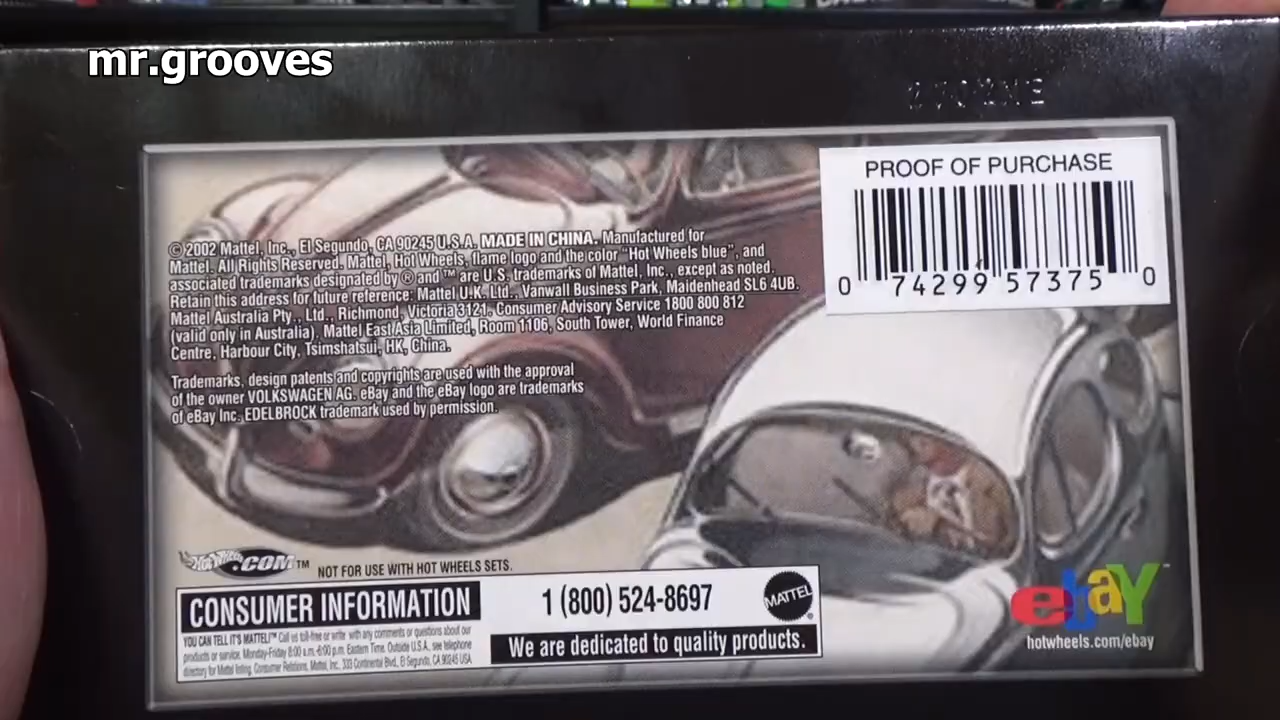 mr.grooves
PROOF OF PURCHASE
0 74299 57375 0
© 2002 Mattel, Inc., El Segundo, CA 90245 U.S.A. MADE IN CHINA. Manufactured for
Mattel. All Rights Reserved. Mattel, Hot Wheels, flame logo and the color "Hot Wheels blue", and
associated trademarks designated by ® and ™ are U.S. trademarks of Mattel, Inc., except as noted.
Retain this address for future reference: Mattel U.K. Ltd., Vanwall Business Park, Maidenhead SL6 4UB.
Mattel Australia Pty., Ltd., Richmond, Victoria 3121. Consumer Advisory Service 1800 800 812
(valid only in Australia). Mattel East Asia Limited, Room 1106, South Tower, World Finance
Centre, Harbour City, Tsimshatsui, HK, China.
Trademarks, design patents and copyrights are used with the approval
of the owner VOLKSWAGEN AG. eBay and the eBay logo are trademarks
of eBay Inc. EDELBROCK trademark used by permission.
Hot Wheels.COM™ NOT FOR USE WITH HOT WHEELS SETS.
CONSUMER INFORMATION
YOU CAN TELL IT'S MATTEL!™ Call us toll-free or write with any comments or questions about our
products or service. Monday-Friday 8:00 a.m.-6:00 p.m. Eastern Time. Outside U.S.A., see telephone
directory for Mattel listing. Consumer Relations, Mattel, Inc., 333 Continental Blvd., El Segundo, CA 90245 USA
1 (800) 524-8697
MATTEL®
We are dedicated to quality products.
ebaY™
hotwheels.com/ebay